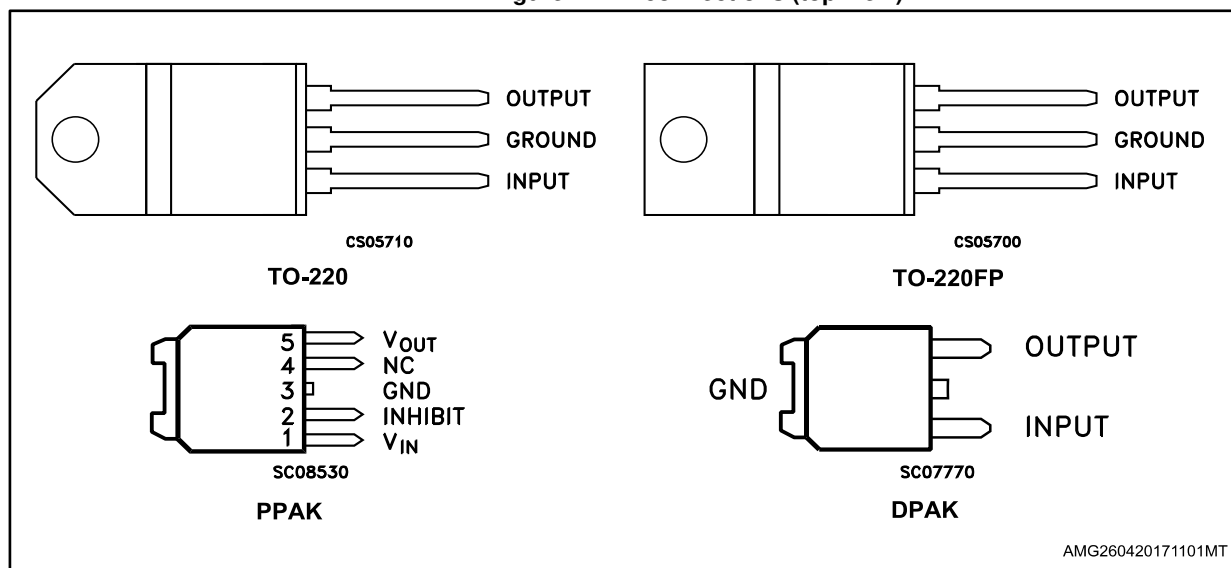 OUTPUT
GROUND
INPUT
CS05710
TO-220
OUTPUT
GROUND
INPUT
CS05700
TO-220FP
5 VOUT
4 NC
3 GND
2 INHIBIT
1 VIN
SC08530
PPAK
GND
OUTPUT
INPUT
SC07770
DPAK
AMG260420171101MT